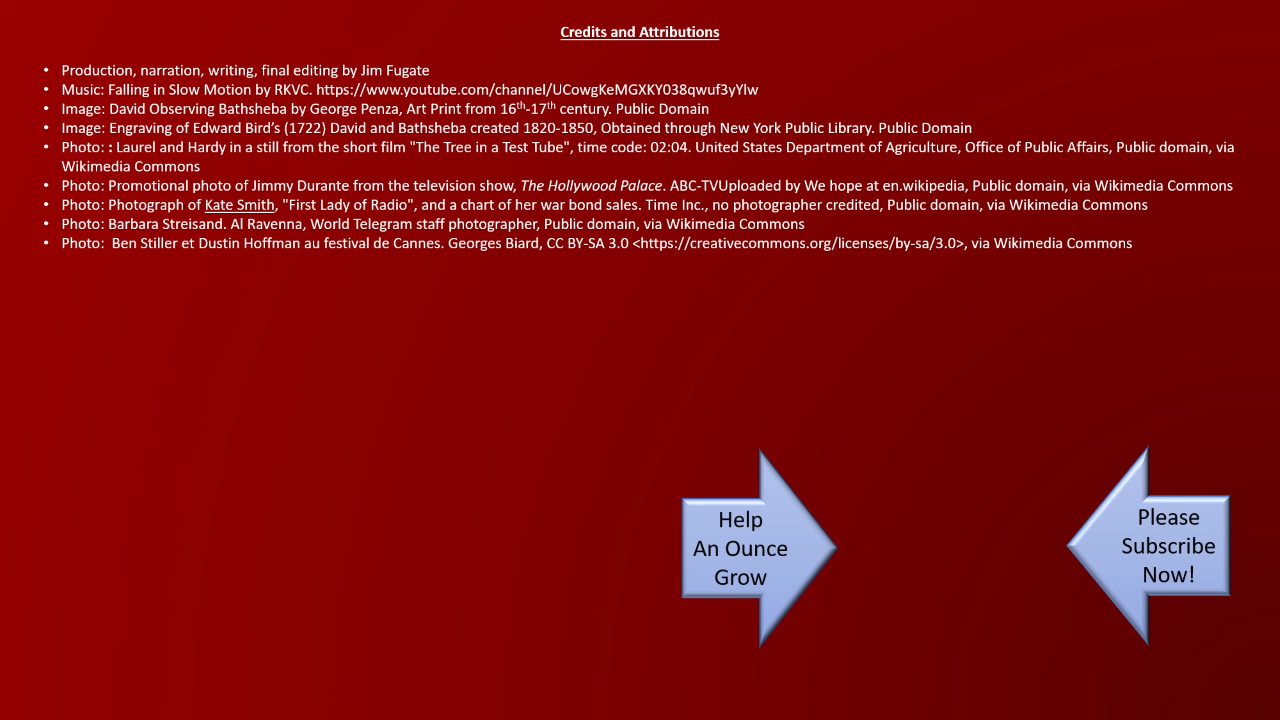 Credits and Attributions
• Production, narration, writing, final editing by Jim Fugate
• Music: Falling in Slow Motion by RKVC. https://www.youtube.com/channel/UCowgKeMGXKY038qwuf3yYlw
• Image: David Observing Bathsheba by George Penza, Art Print from 16th-17th century. Public Domain
• Image: Engraving of Edward Bird’s (1722) David and Bathsheba created 1820-1850, Obtained through New York Public Library. Public Domain
• Photo: : Laurel and Hardy in a still from the short film "The Tree in a Test Tube", time code: 02:04. United States Department of Agriculture, Office of Public Affairs, Public domain, via
Wikimedia Commons
• Photo: Promotional photo of Jimmy Durante from the television show, The Hollywood Palace. ABC-TVUploaded by We hope at en.wikipedia, Public domain, via Wikimedia Commons
• Photo: Photograph of Kate Smith, "First Lady of Radio", and a chart of her war bond sales. Time Inc., no photographer credited, Public domain, via Wikimedia Commons
• Photo: Barbara Streisand. Al Ravenna, World Telegram staff photographer, Public domain, via Wikimedia Commons
• Photo:  Ben Stiller et Dustin Hoffman au festival de Cannes. Georges Biard, CC BY-SA 3.0 <https://creativecommons.org/licenses/by-sa/3.0>, via Wikimedia Commons
Help
An Ounce
Grow
Please
Subscribe
Now!